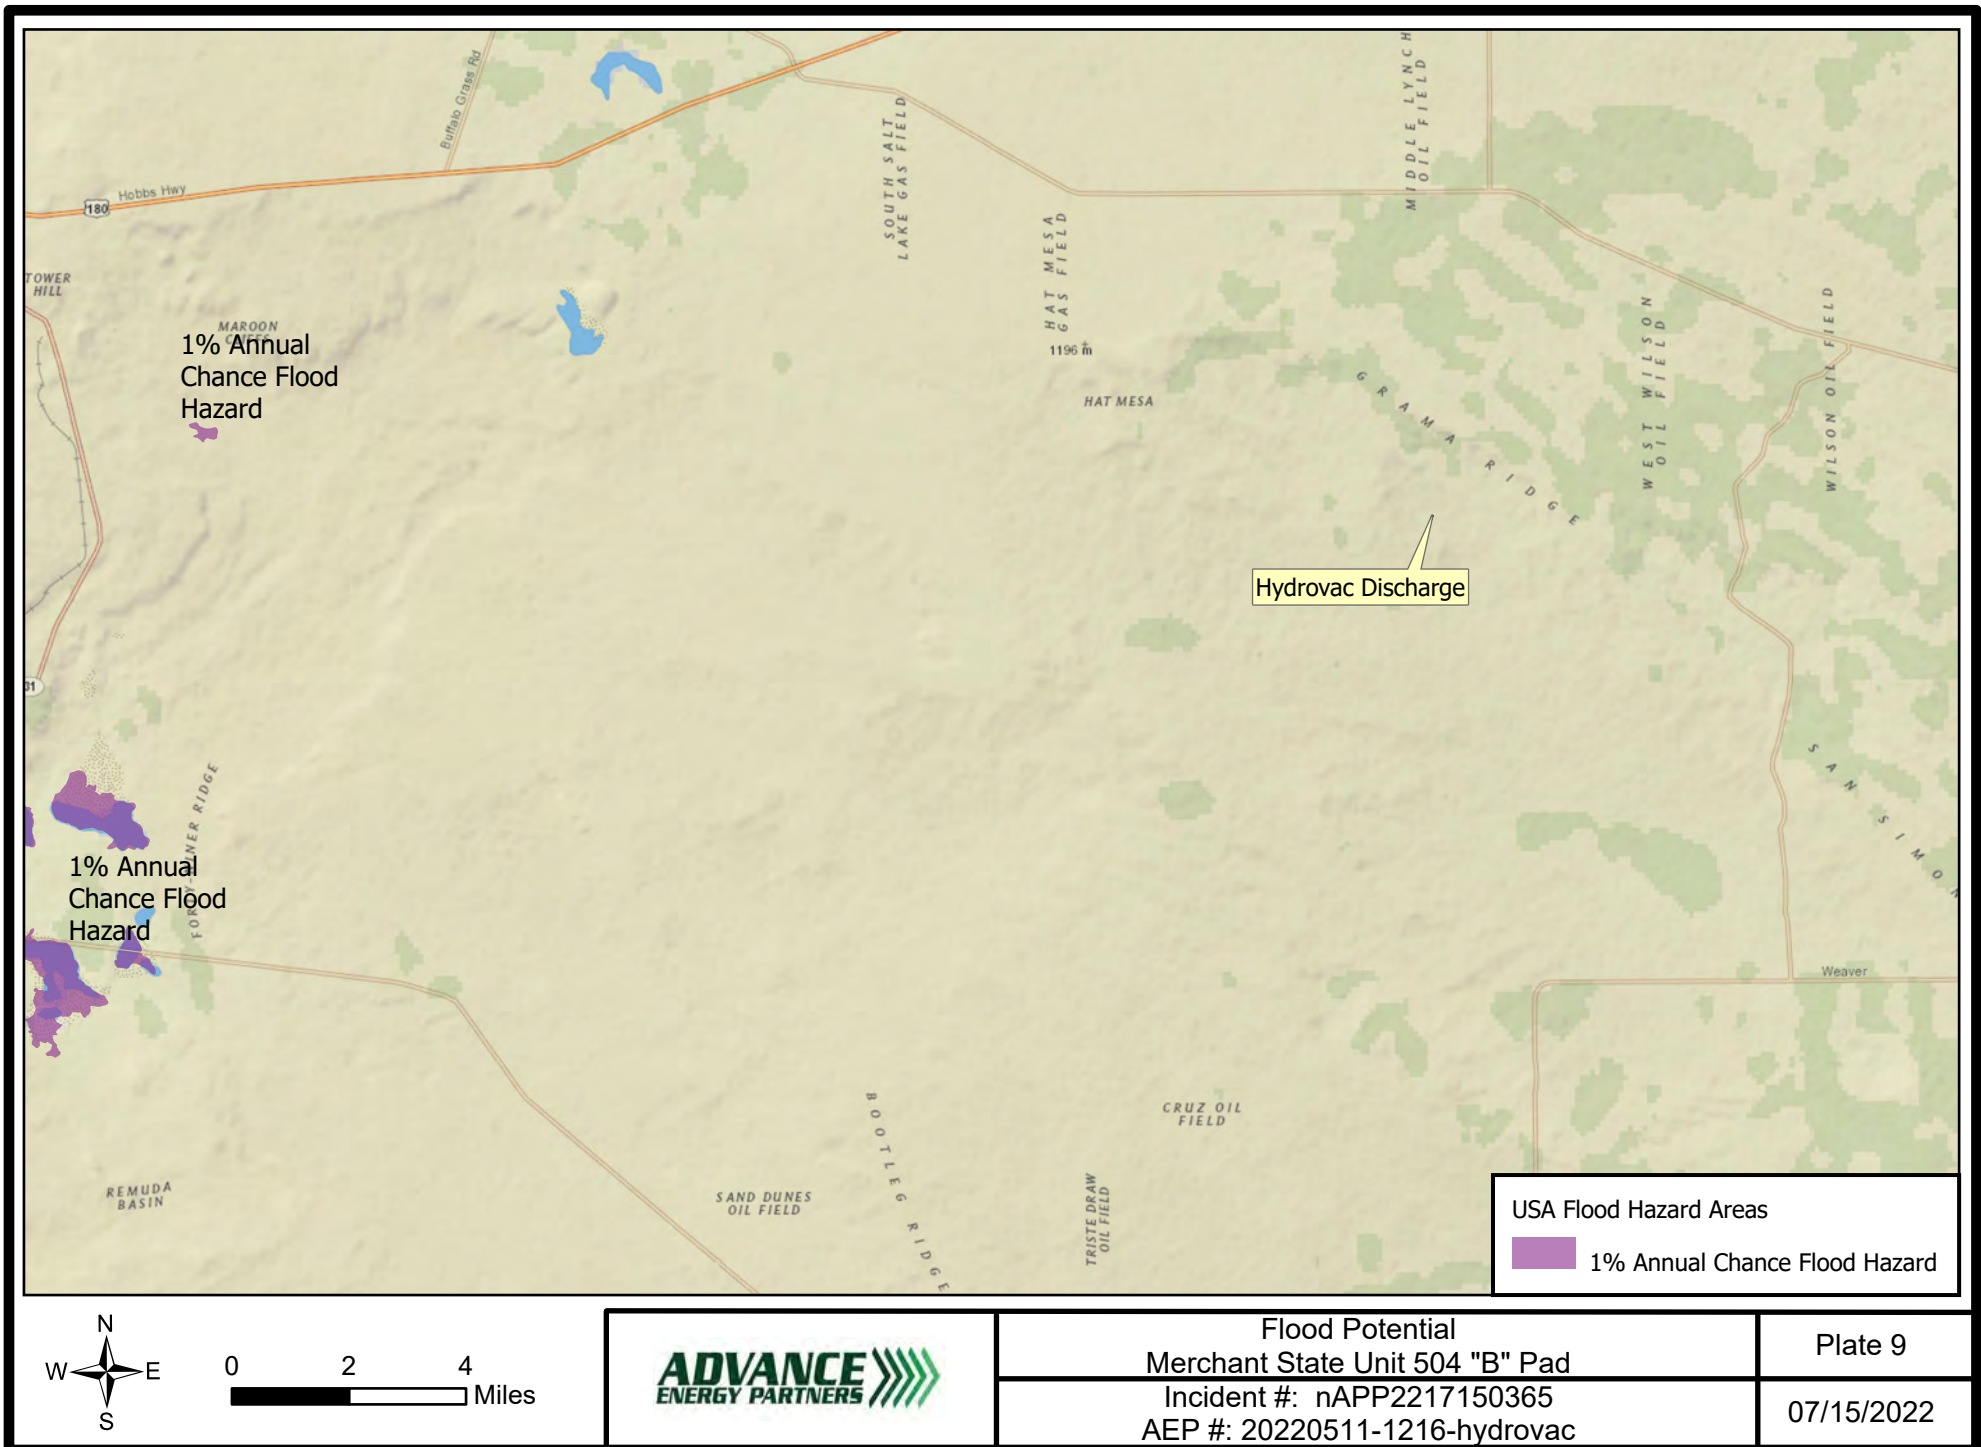 Buffalo Grass Rd
Hobbs Hwy
180
TOWER
HILL
MAROON
1% Annual
Chance Flood
Hazard
SOUTH SALT
LAKE GAS FIELD
HAT MESA
GAS FIELD
1196 m
HAT MESA
MIDDLE LYNCH
OIL FIELD
GRAMA RIDGE
WEST WILSON
OIL FIELD
WILSON OIL FIELD
Hydrovac Discharge
31
1% Annual
Chance Flood
Hazard
SAN SIMON
Weaver
BOOTLEG RIDGE
CRUZ OIL
FIELD
REMUDA
BASIN
SAND DUNES
OIL FIELD
TRISTE DRAW
OIL FIELD
USA Flood Hazard Areas
1% Annual Chance Flood Hazard
N
W E
S
0 2 4
Miles
ADVANCE
ENERGY PARTNERS
Flood Potential
Merchant State Unit 504 "B" Pad
Incident #: nAPP2217150365
AEP #: 20220511-1216-hydrovac
Plate 9
07/15/2022